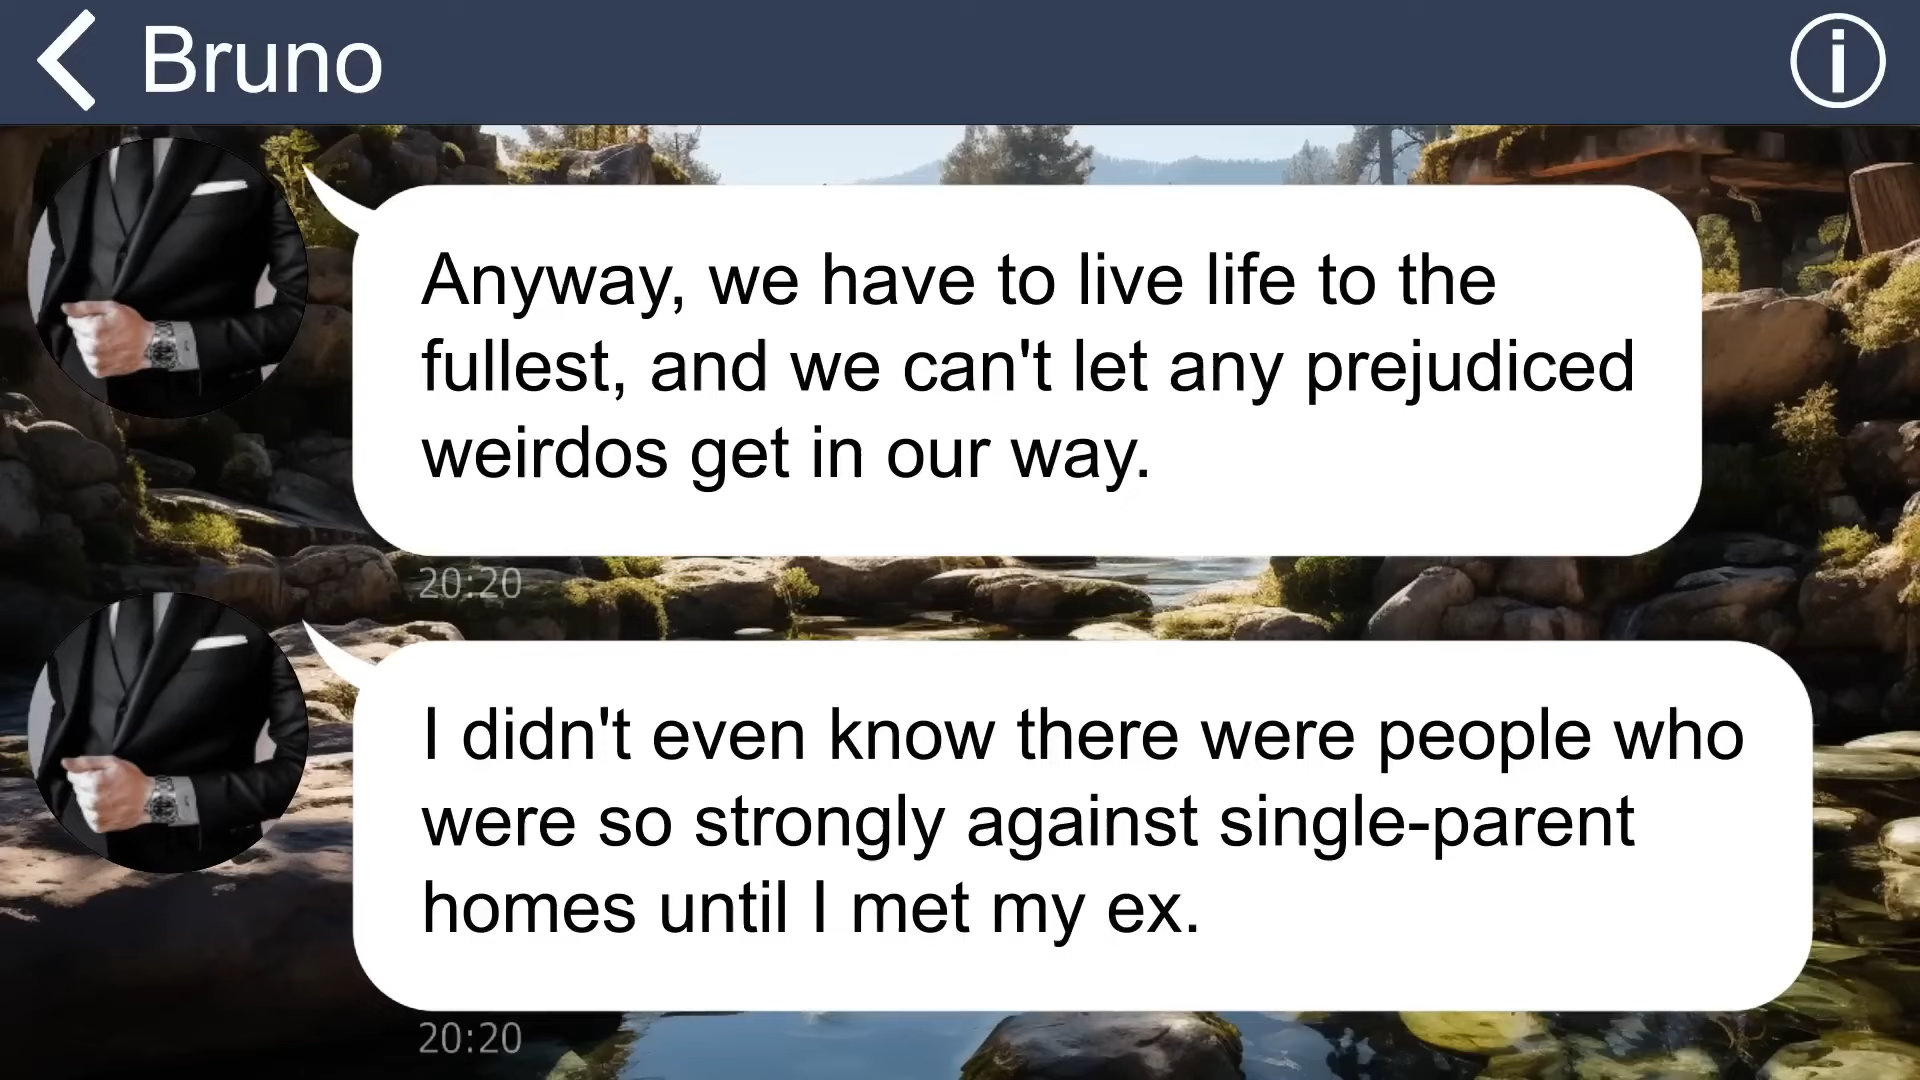 Bruno
Anyway, we have to live life to the
fullest, and we can't let any prejudiced
weirdos get in our way.
20:20
I didn't even know there were people who
were so strongly against single-parent
homes until I met my ex.
20:20